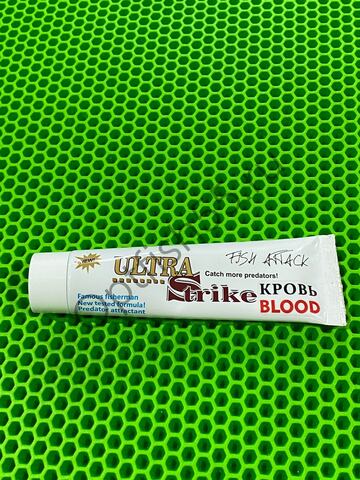 NEW!
ULTRA
Strike
FISH ATTACK
Catch more predators!
КРОВЬ
BLOOD
Famous fisherman
New tested formula!
Predator attractant